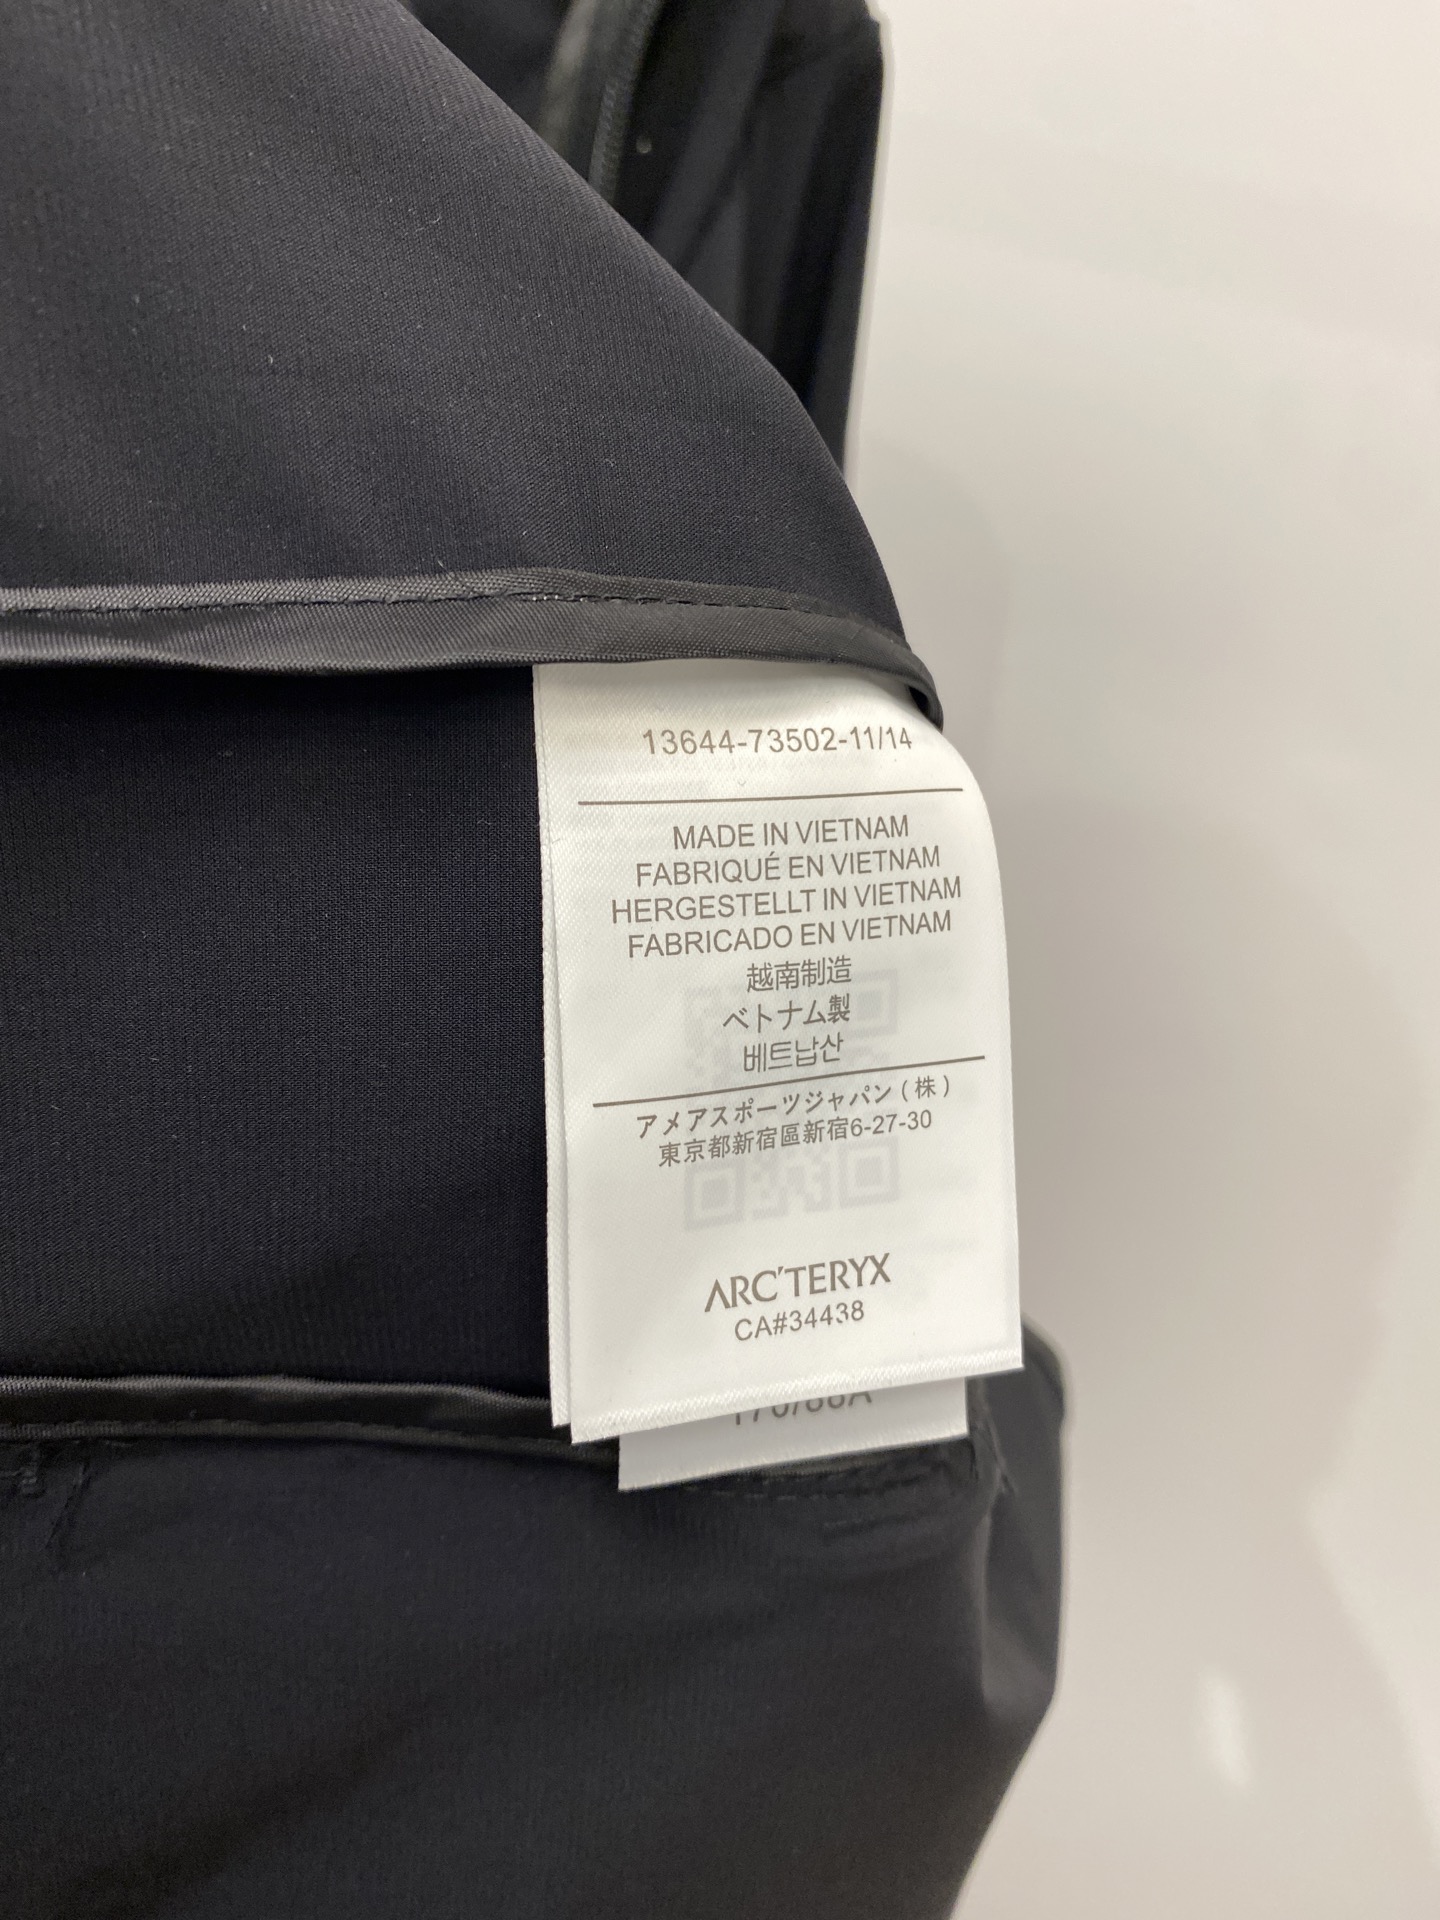 13644-73502-11/14
MADE IN VIETNAM
FABRIQUÉ EN VIETNAM
HERGESTELLT IN VIETNAM
FABRICADO EN VIETNAM
越南制造
ベトナム製
베트남산
アメアスポーツジャパン(株)
東京都新宿區新宿6-27-30
ARC'TERYX
CA#34438